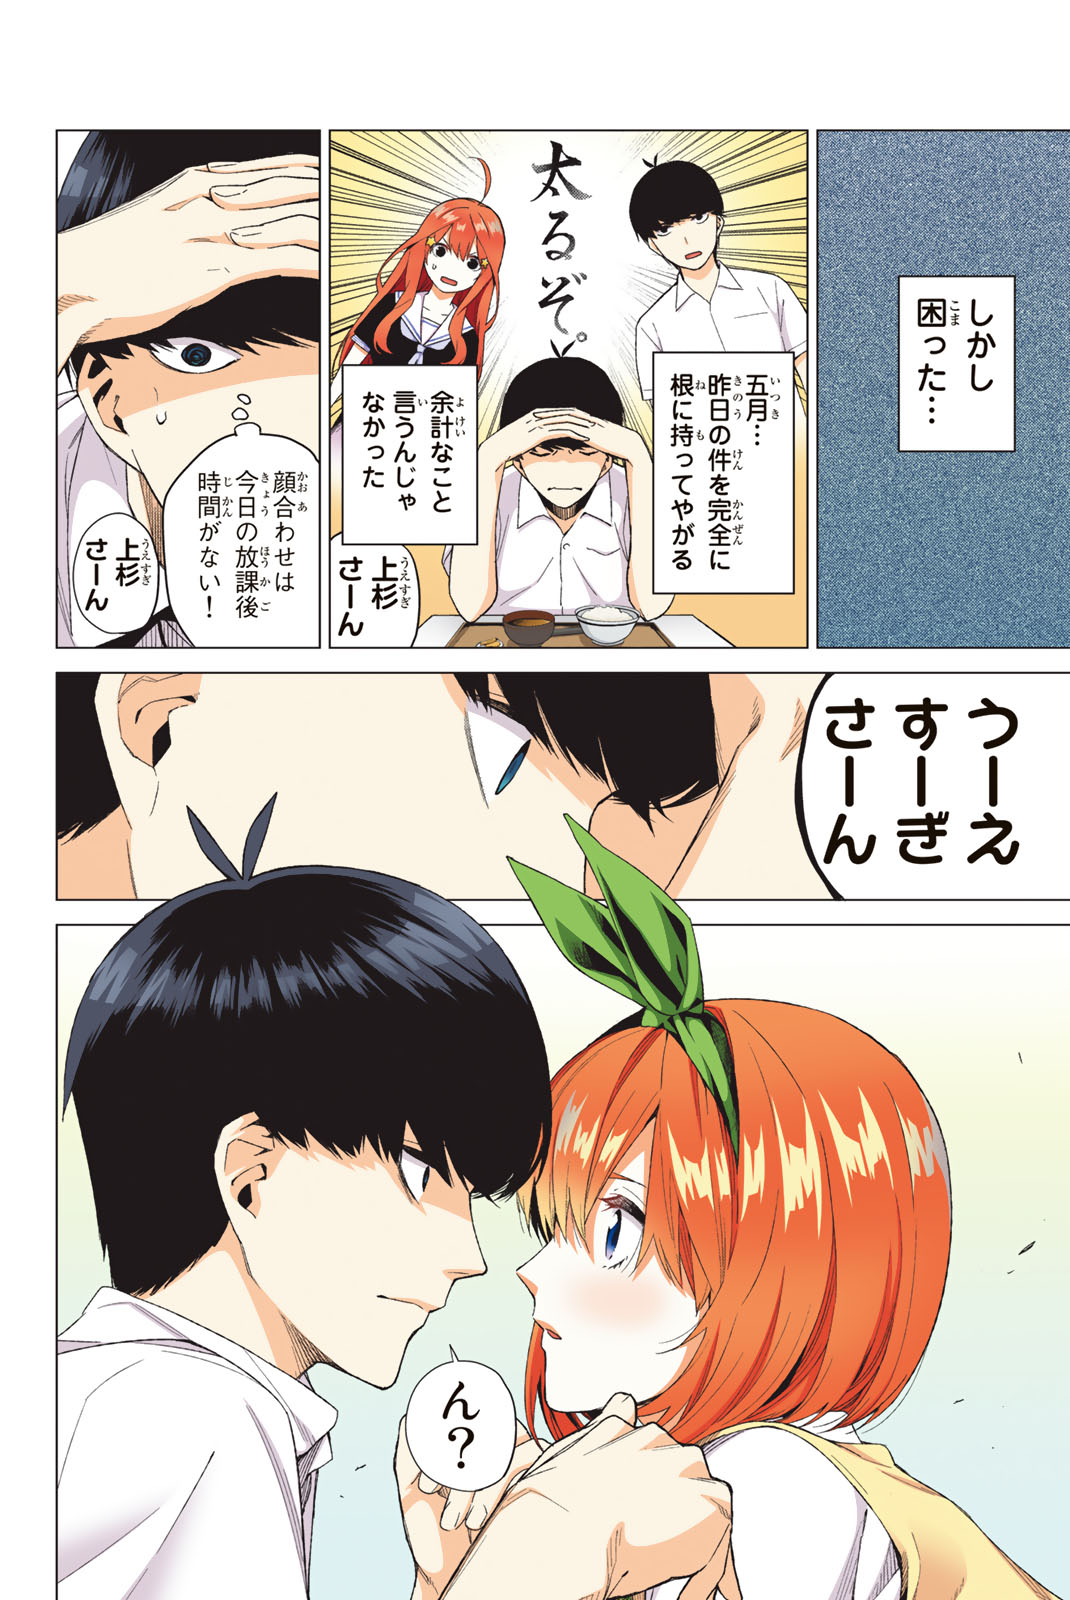 しかし
困った…
五月…
昨日の件を完全に
根に持ってやがる
太るぞ。
余計なこと
言うんじゃ
なかった
上杉
さーん
顔合わせは
今日の放課後
時間がない！
上杉
さーん
うーえ
すーぎ
さーん
ん？